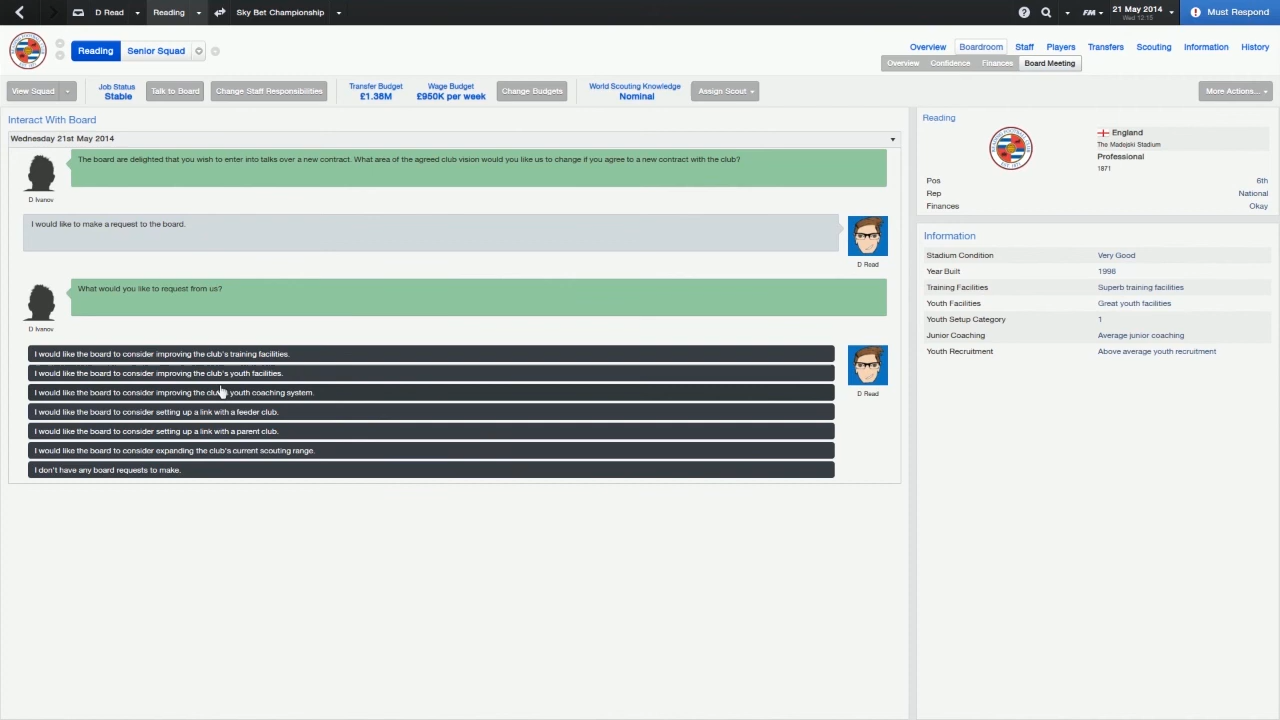 D Read
Reading
Sky Bet Championship
FM
21 May 2014
Wed 12:15
Must Respond
Reading
Senior Squad
Overview
Boardroom
Staff
Players
Transfers
Scouting
Information
History
Overview
Confidence
Finances
Board Meeting
View Squad
Job Status
Stable
Talk to Board
Change Staff Responsibilities
Transfer Budget
£1.38M
Wage Budget
£950K per week
Change Budgets
World Scouting Knowledge
Nominal
Assign Scout
More Actions...
Interact With Board
Wednesday 21st May 2014
The board are delighted that you wish to enter into talks over a new contract. What area of the agreed club vision would you like us to change if you agree to a new contract with the club?
D Ivanov
I would like to make a request to the board.
D Read
What would you like to request from us?
D Ivanov
I would like the board to consider improving the club's training facilities.
I would like the board to consider improving the club's youth facilities.
I would like the board to consider improving the club's youth coaching system.
I would like the board to consider setting up a link with a feeder club.
I would like the board to consider setting up a link with a parent club.
I would like the board to consider expanding the club's current scouting range.
I don't have any board requests to make.
D Read
Reading
England
The Madejski Stadium
Professional
1871
Pos 6th
Rep National
Finances Okay
Information
Stadium Condition Very Good
Year Built 1998
Training Facilities Superb training facilities
Youth Facilities Great youth facilities
Youth Setup Category 1
Junior Coaching Average junior coaching
Youth Recruitment Above average youth recruitment